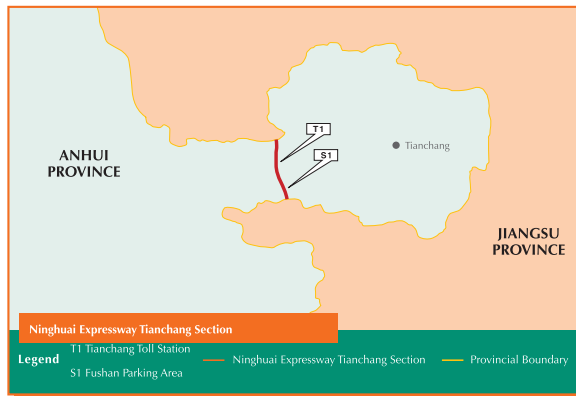 T1
S1
Tianchang
ANHUI
PROVINCE
JIANGSU
PROVINCE
Ninghuai Expressway Tianchang Section
Legend
T1 Tianchang Toll Station
S1 Fushan Parking Area
Ninghuai Expressway Tianchang Section
Provincial Boundary